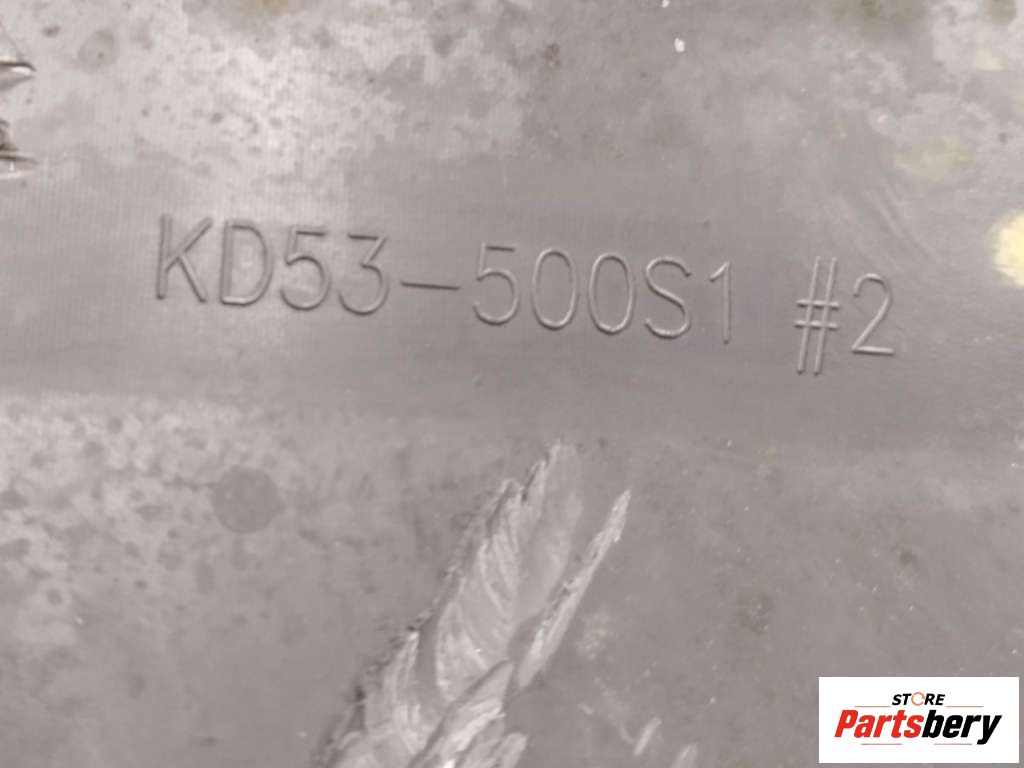 KD53-500S1 #2
STORE
Partsbery